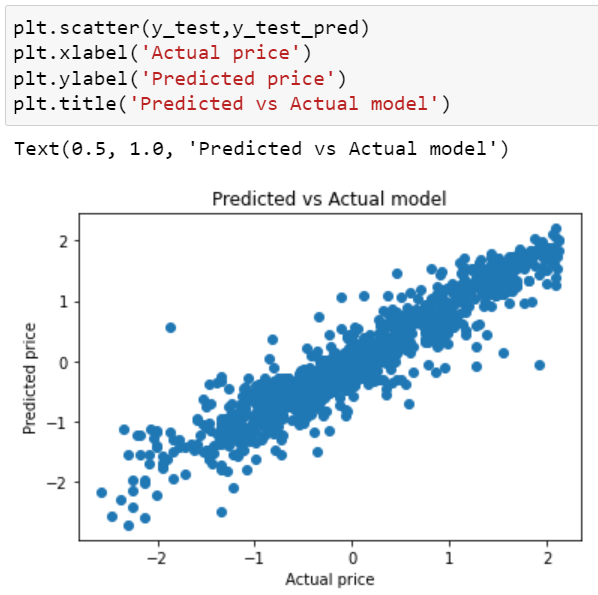 plt.scatter(y_test,y_test_pred)
plt.xlabel('Actual price')
plt.ylabel('Predicted price')
plt.title('Predicted vs Actual model')
Text(0.5, 1.0, 'Predicted vs Actual model')
Predicted vs Actual model
Predicted price
2
1
0
−1
−2
−2
−1
0
1
2
Actual price